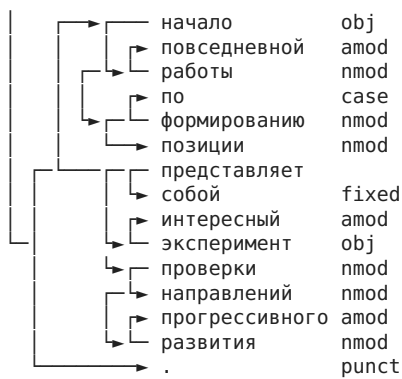 начало obj
повседневной amod
работы nmod
по case
формированию nmod
позиции nmod
представляет
собой fixed
интересный amod
эксперимент obj
проверки nmod
направлений nmod
прогрессивного amod
развития nmod
. punct